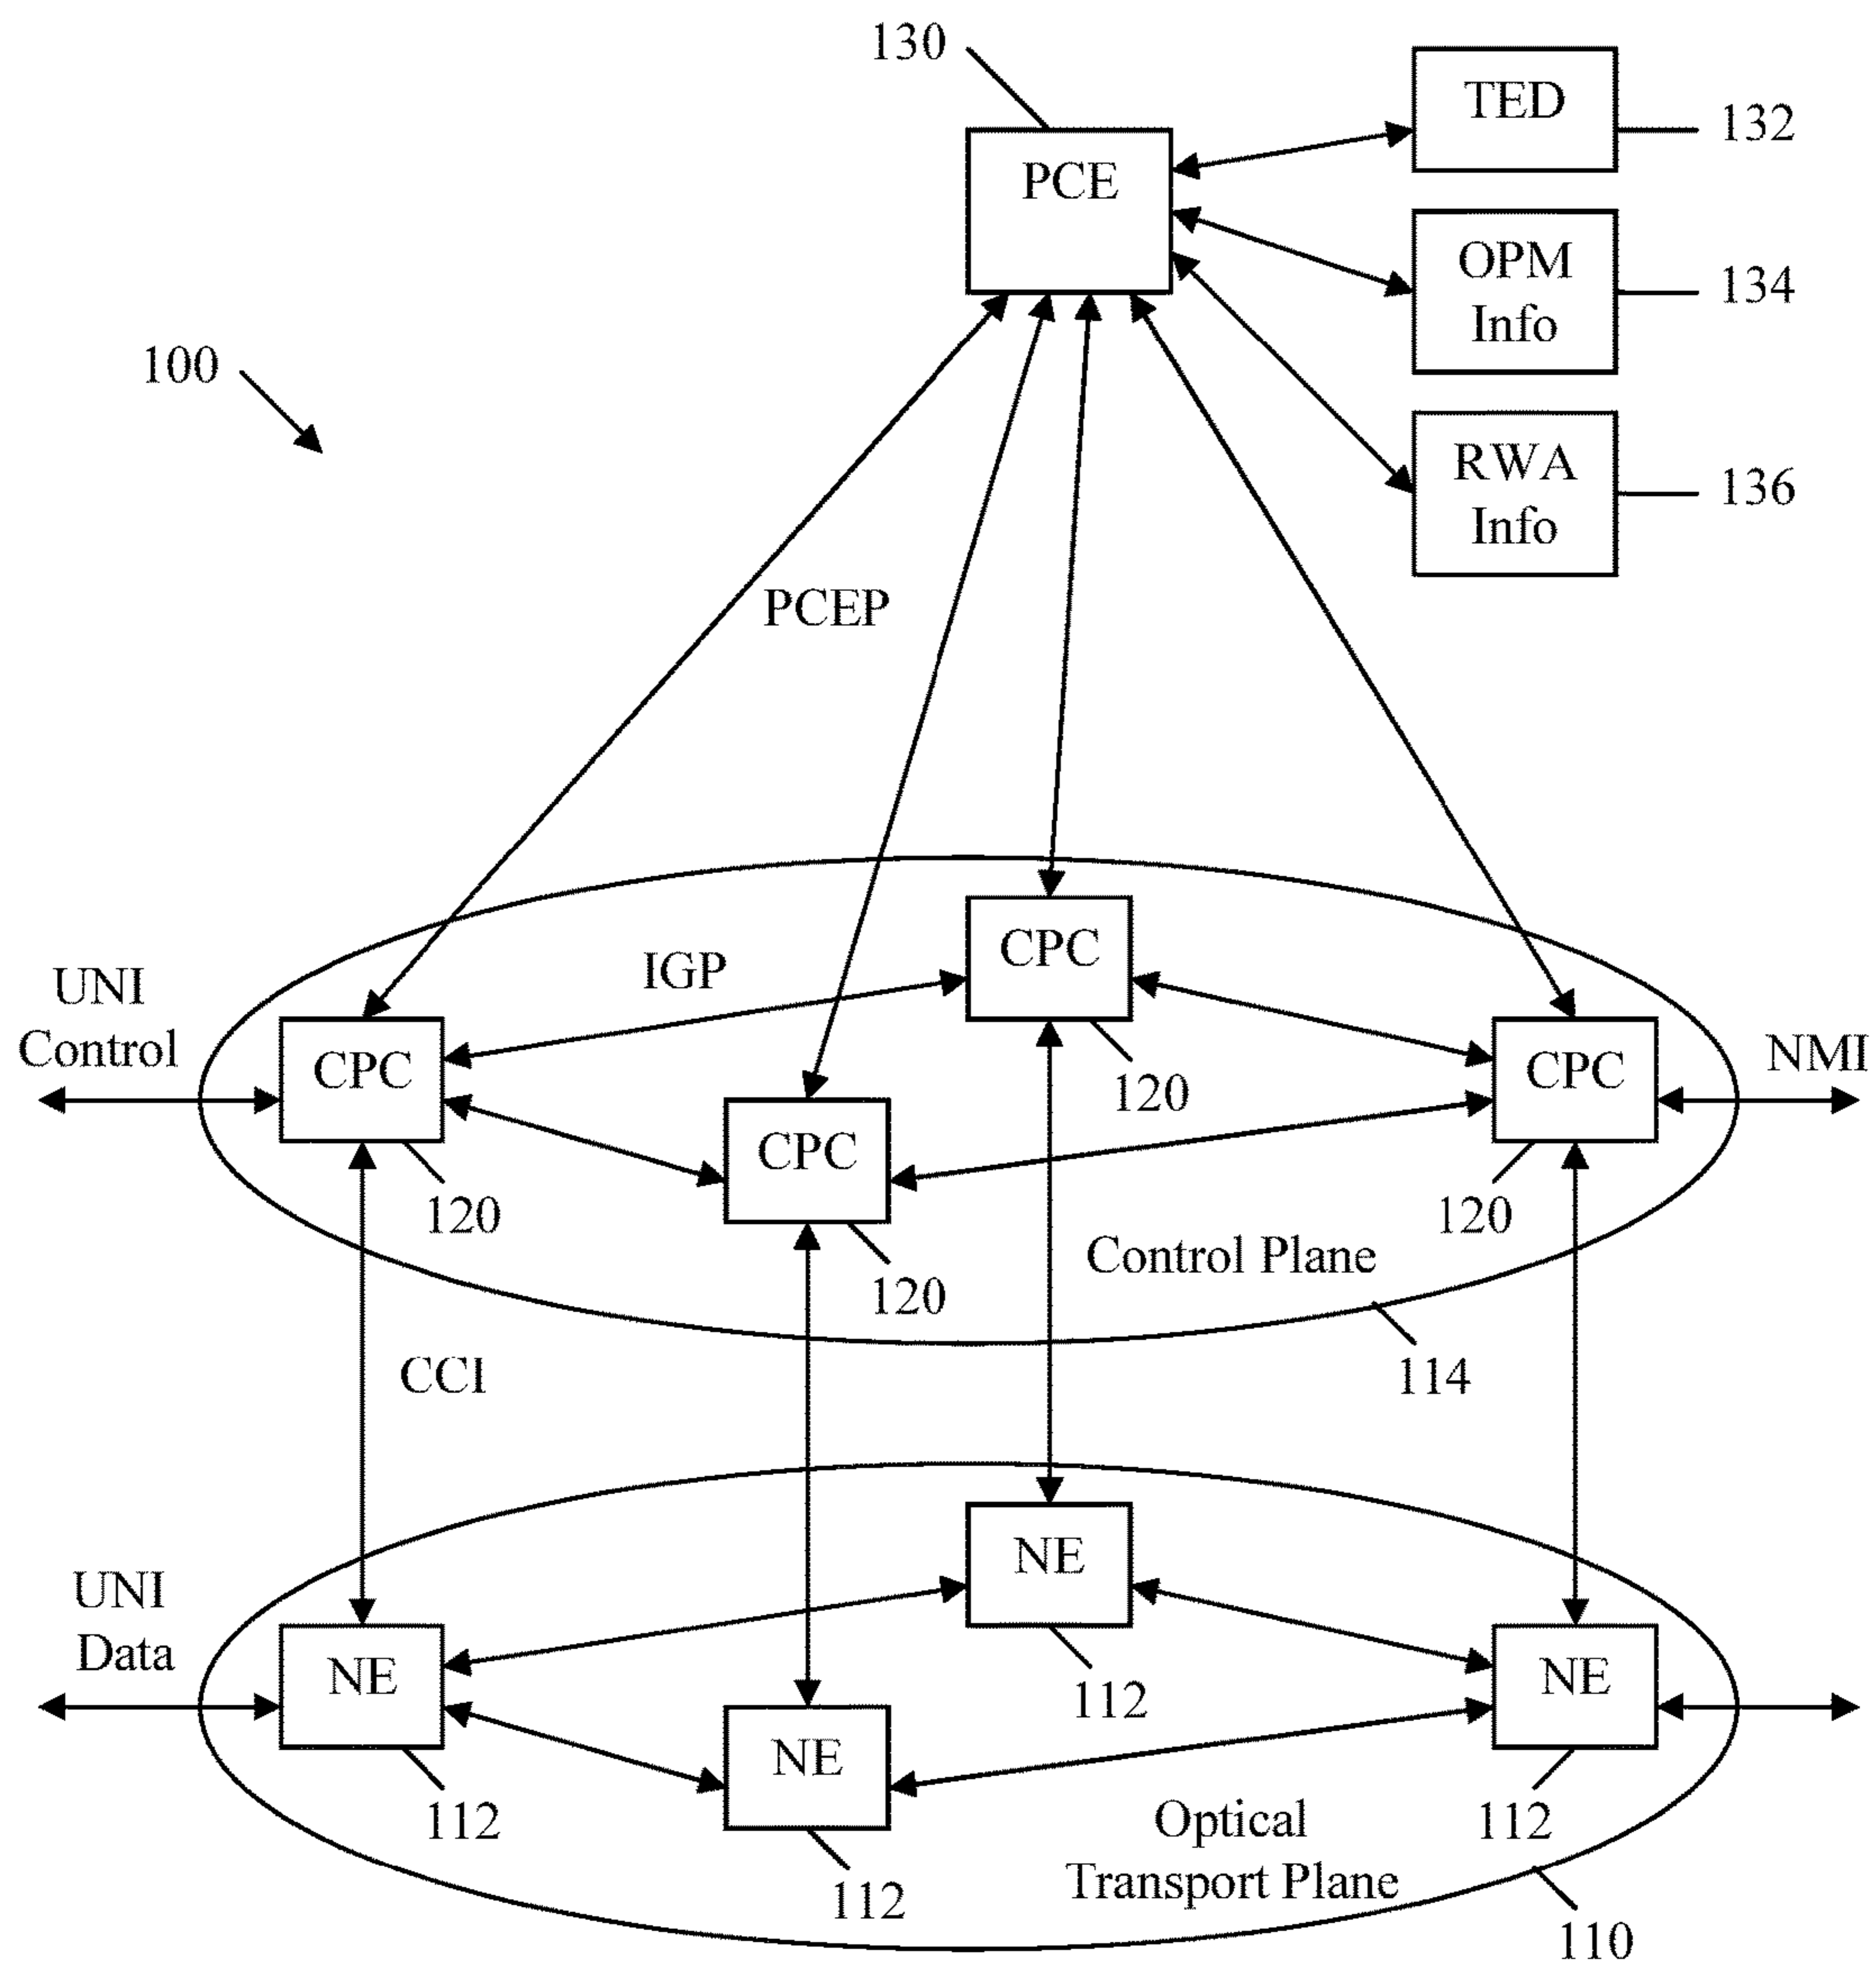 130
TED
132
PCE
OPM
Info
134
100
RWA
Info
136
PCEP
UNI
Control
IGP
CPC
CPC
CPC
CPC
NMI
120
120
120
120
Control Plane
114
CCI
UNI
Data
NE
NE
NE
NE
112
112
112
112
Optical
Transport Plane
110